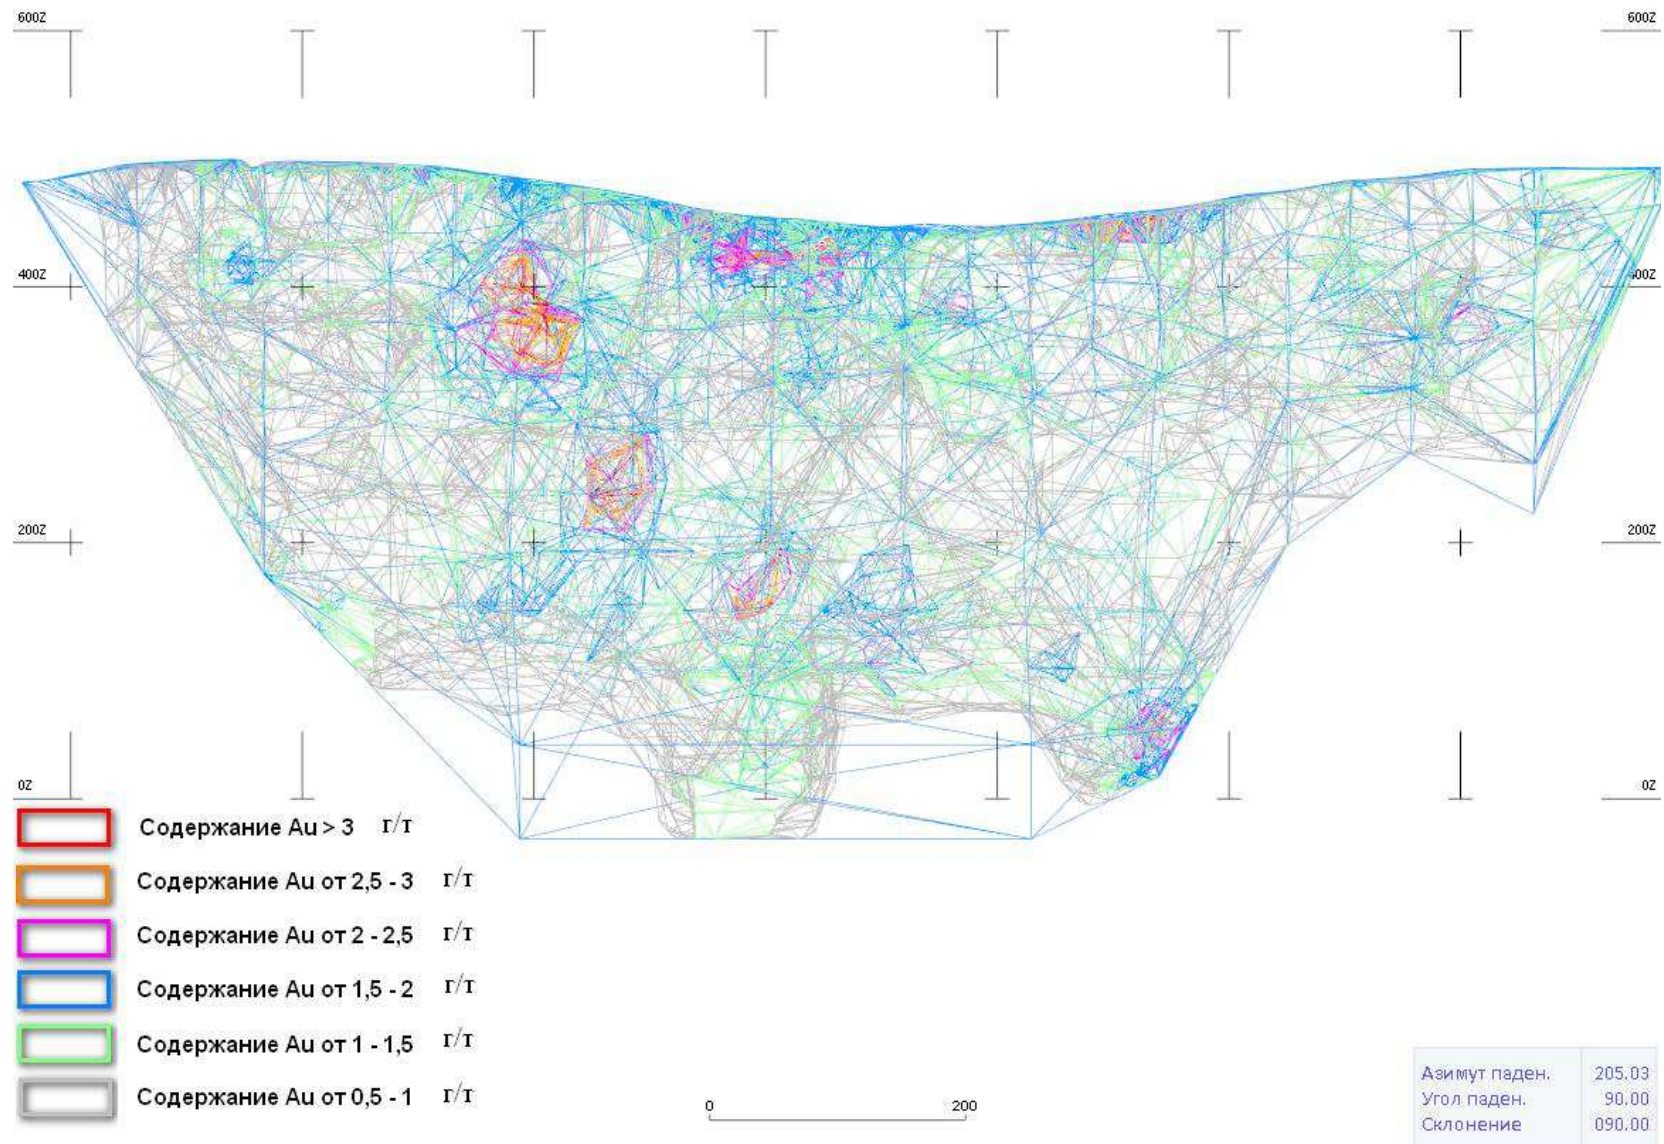 600Z 600Z
400Z 400Z
200Z 200Z
0Z 0Z
Содержание Au > 3 г/т
Содержание Au от 2,5 - 3 г/т
Содержание Au от 2 - 2,5 г/т
Содержание Au от 1,5 - 2 г/т
Содержание Au от 1 - 1,5 г/т
Содержание Au от 0,5 - 1 г/т
0 200
Азимут паден. 205.03
Угол паден. 90.00
Склонение 090.00